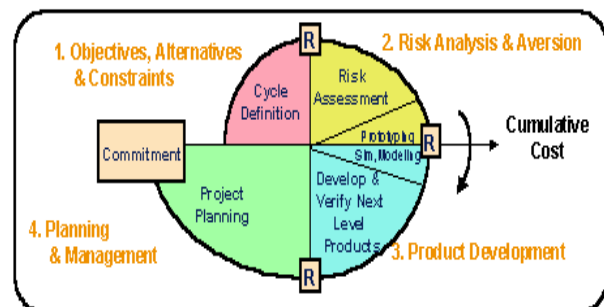 R
1. Objectives, Alternatives
& Constraints
2. Risk Analysis & Aversion
Cycle
Definition
Risk
Assessment
Prototyping
R
Cumulative
Cost
Commitment
Sim, Modeling
Project
Planning
Develop &
Verify Next
Level
Products
4. Planning
& Management
3. Product Development
R